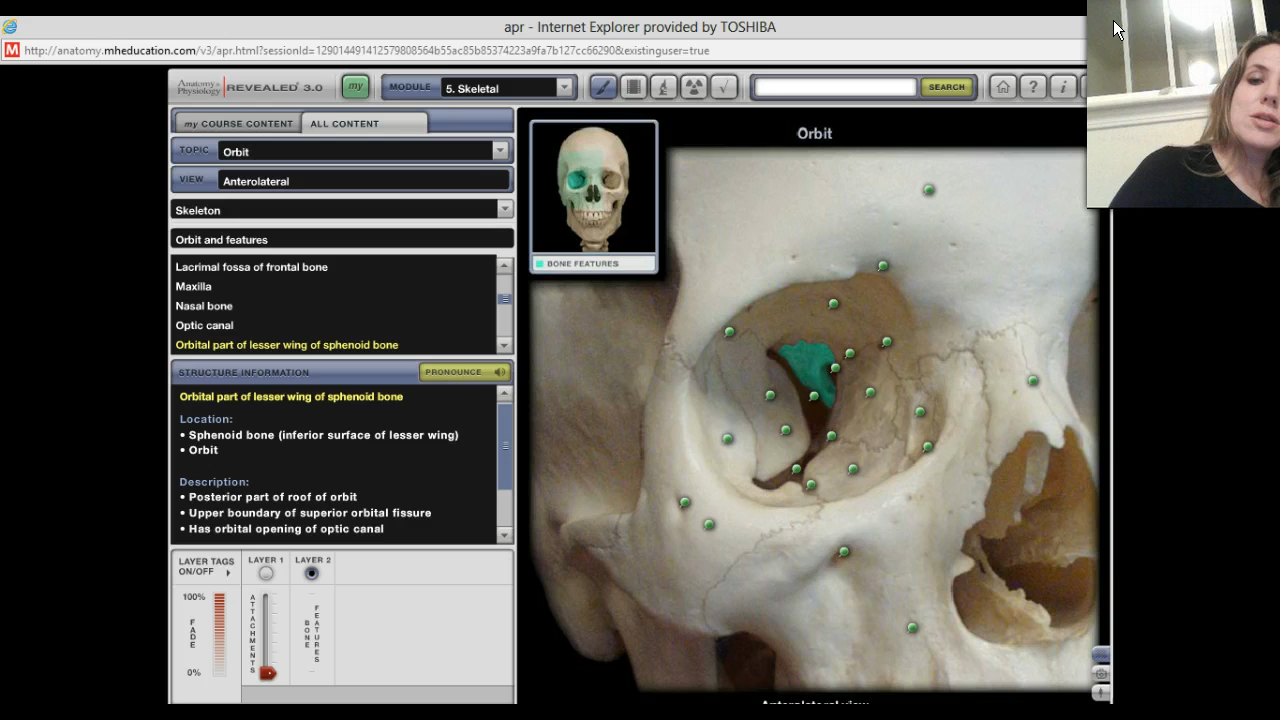 apr - Internet Explorer provided by TOSHIBA
M http://anatomy.mheducation.com/v3/apr.html?sessionId=129014491412579808564b55ac85b85374223a9fa7b127cc66290&existinguser=true
Anatomy & Physiology REVEALED 3.0 my MODULE 5. Skeletal SEARCH ? i
my COURSE CONTENT ALL CONTENT
TOPIC Orbit
VIEW Anterolateral
Skeleton
Orbit and features
Lacrimal fossa of frontal bone
Maxilla
Nasal bone
Optic canal
Orbital part of lesser wing of sphenoid bone
STRUCTURE INFORMATION PRONOUNCE
Orbital part of lesser wing of sphenoid bone
Location:
• Sphenoid bone (inferior surface of lesser wing)
• Orbit
Description:
• Posterior part of roof of orbit
• Upper boundary of superior orbital fissure
• Has orbital opening of optic canal
LAYER TAGS ON/OFF
100%
FADE
0%
LAYER 1
ATTACHMENTS
LAYER 2
BONE FEATURES
BONE FEATURES
Orbit
Anterolateral view